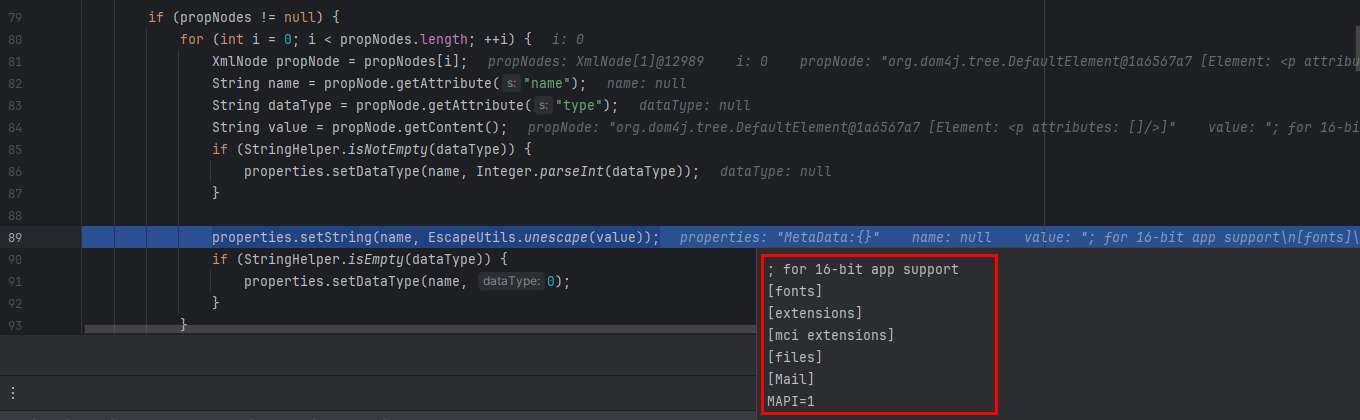 79 if (propNodes != null) {
80 for (int i = 0; i < propNodes.length; ++i) { i: 0
81 XmlNode propNode = propNodes[i]; propNodes: XmlNode[1]@12989 i: 0 propNode: "org.dom4j.tree.DefaultElement@1a6567a7 [Element: <p attribu
82 String name = propNode.getAttribute( s: "name"); name: null
83 String dataType = propNode.getAttribute( s: "type"); dataType: null
84 String value = propNode.getContent(); propNode: "org.dom4j.tree.DefaultElement@1a6567a7 [Element: <p attributes: []/>]" value: "; for 16-bi
85 if (StringHelper.isNotEmpty(dataType)) {
86 properties.setDataType(name, Integer.parseInt(dataType)); dataType: null
87 }
88
89 properties.setString(name, EscapeUtils.unescape(value)); properties: "MetaData:{}" name: null value: "; for 16-bit app support\n[fonts]\
90 if (StringHelper.isEmpty(dataType)) {
91 properties.setDataType(name, dataType: 0);
92 }
93 }
; for 16-bit app support
[fonts]
[extensions]
[mci extensions]
[files]
[Mail]
MAPI=1